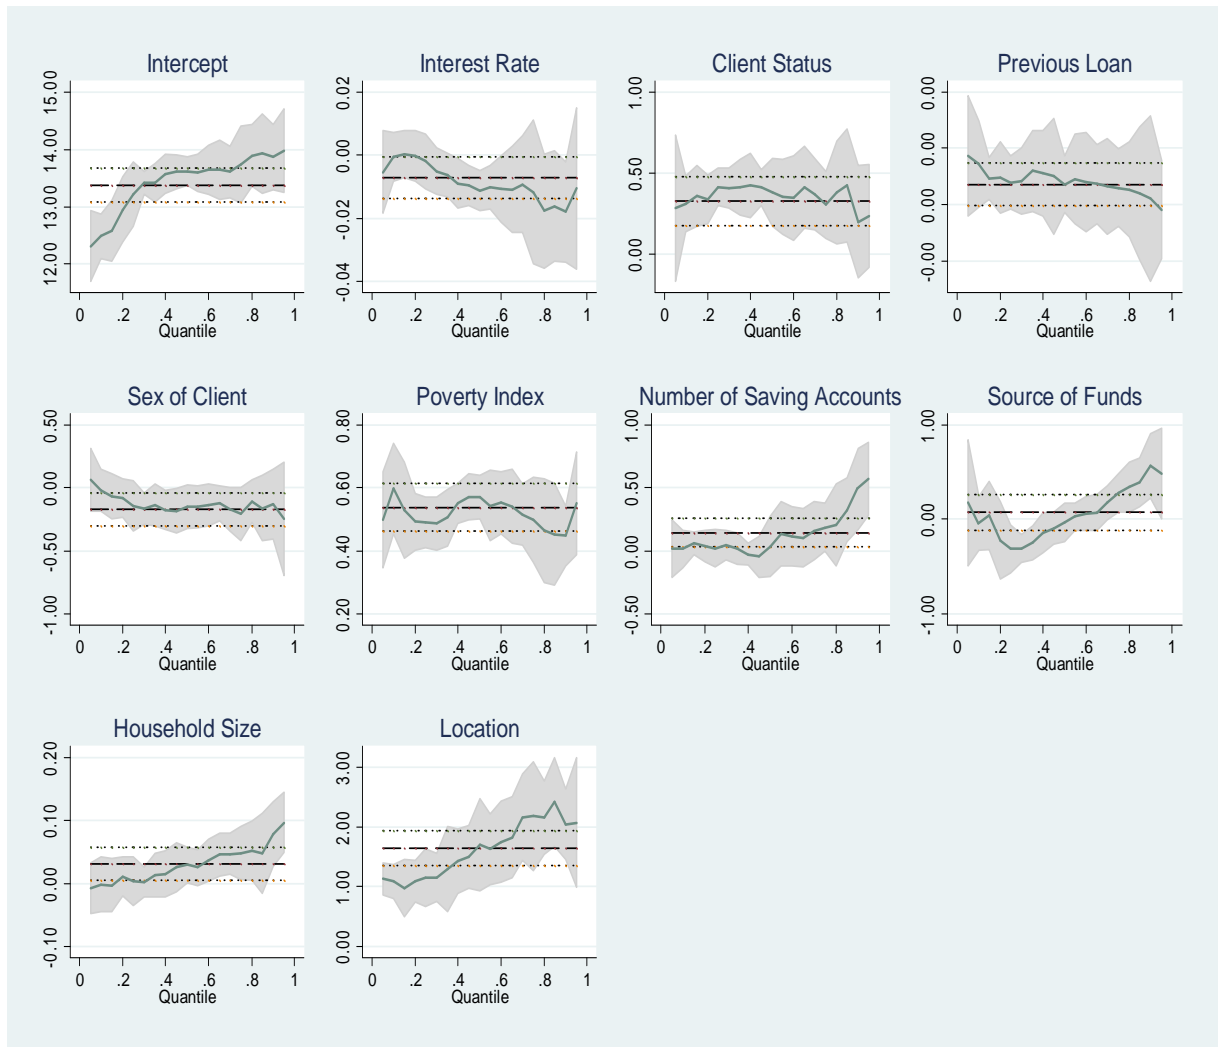 Intercept
15.00
14.00
13.00
12.00
0 .2 .4 .6 .8 1
Quantile
Interest Rate
0.02
0.00
-0.02
-0.04
0 .2 .4 .6 .8 1
Quantile
Client Status
1.00
0.50
0.00
0 .2 .4 .6 .8 1
Quantile
Previous Loan
0.00
0.00
0.00
-0.00
0 .2 .4 .6 .8 1
Quantile
Sex of Client
0.50
0.00
-0.50
-1.00
0 .2 .4 .6 .8 1
Quantile
Poverty Index
0.80
0.60
0.40
0.20
0 .2 .4 .6 .8 1
Quantile
Number of Saving Accounts
1.00
0.50
0.00
-0.50
0 .2 .4 .6 .8 1
Quantile
Source of Funds
1.00
0.00
-1.00
0 .2 .4 .6 .8 1
Quantile
Household Size
0.20
0.10
0.00
-0.10
0 .2 .4 .6 .8 1
Quantile
Location
3.00
2.00
1.00
0.00
0 .2 .4 .6 .8 1
Quantile